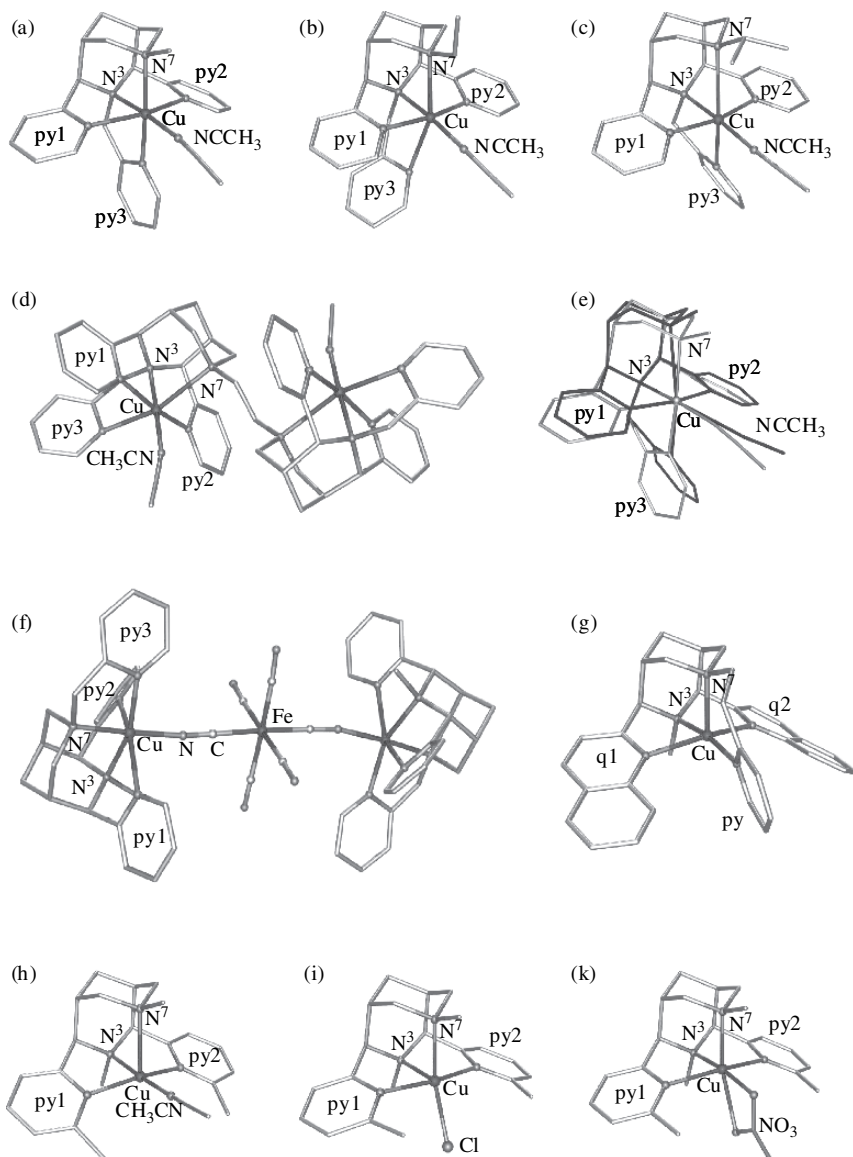 (a)
N⁷
N³
py2
py1
Cu
NCCH₃
py3
(b)
N³
N⁷
py2
py1
Cu
NCCH₃
py3
(c)
N⁷
N³
py2
Cu
py1
NCCH₃
py3
(d)
py1
N³
Cu
N⁷
py3
CH₃CN
py2
(e)
N⁷
N³
py2
py1
Cu
NCCH₃
py3
(f)
py3
py2
Fe
N⁷
Cu
N
C
N³
py1
(g)
N⁷
N³
q2
q1
Cu
py
(h)
N⁷
N³
py2
py1
Cu
CH₃CN
(i)
N⁷
py2
N³
Cu
py1
Cl
(k)
N⁷
py2
N³
Cu
py1
NO₃